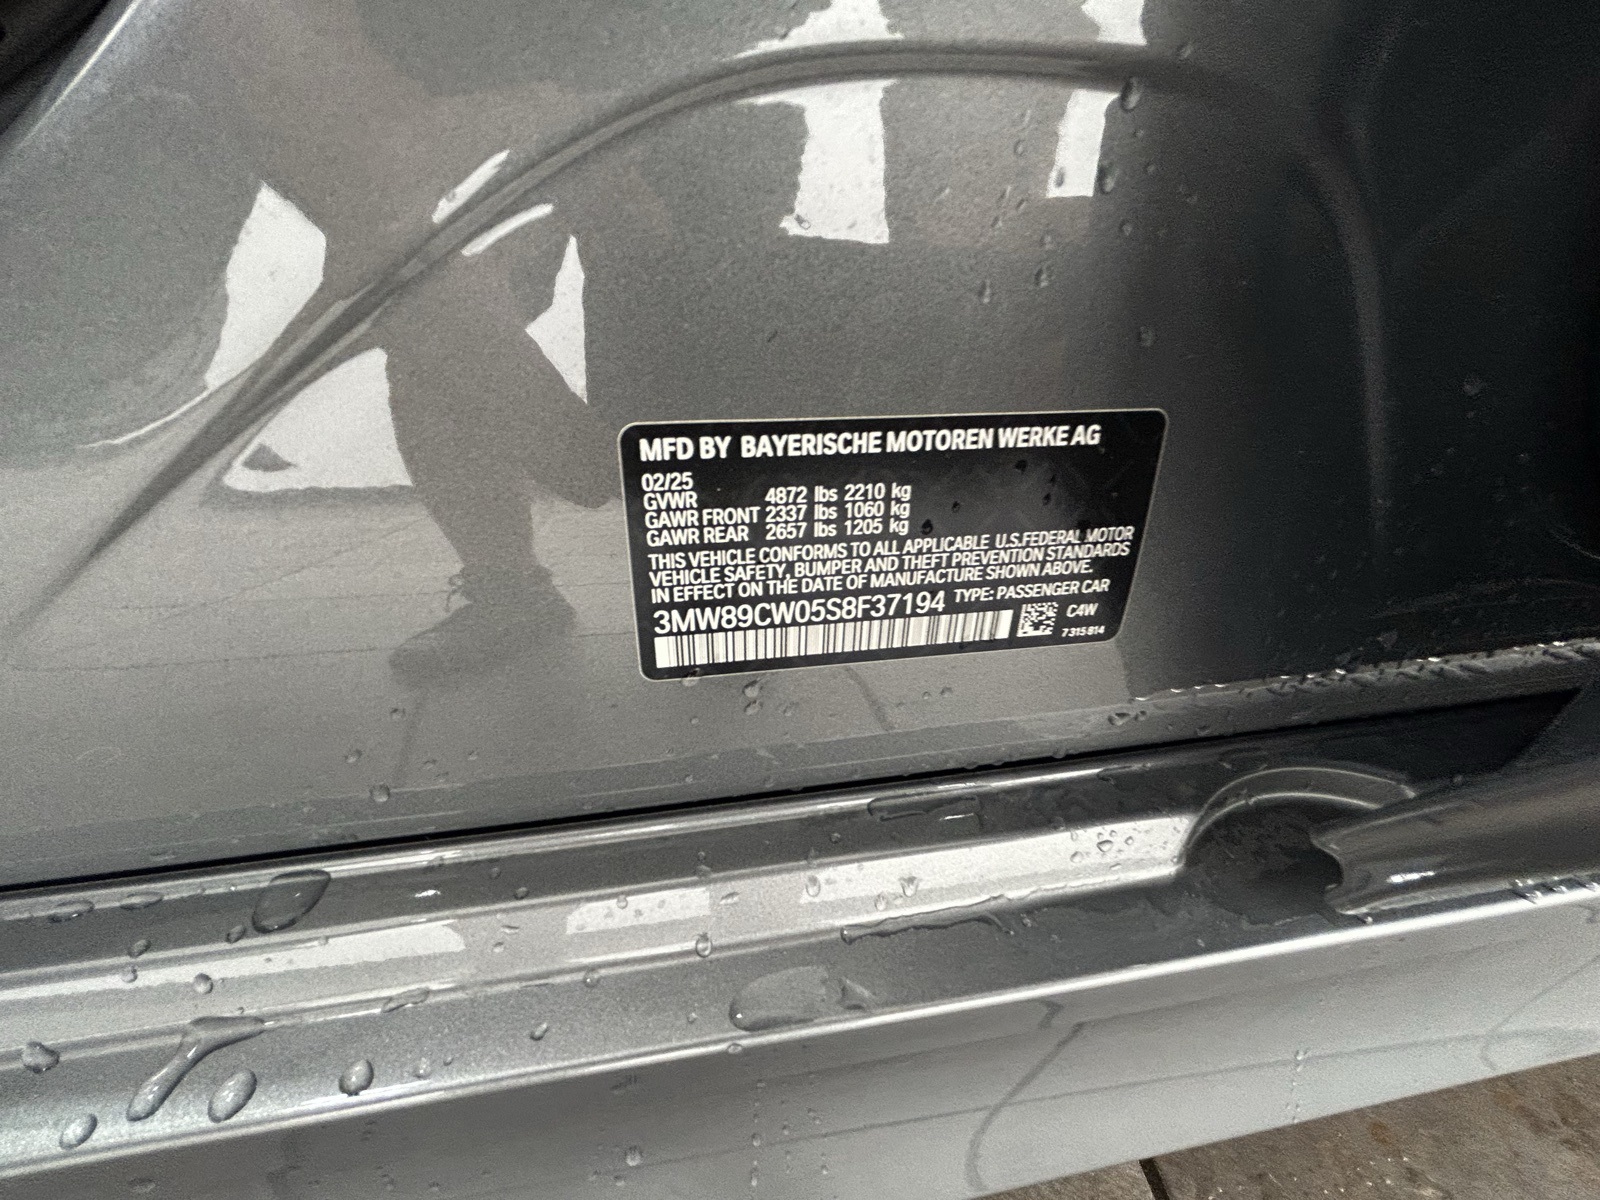 MFD BY BAYERISCHE MOTOREN WERKE AG
02/25
GVWR 4872 lbs 2210 kg
GAWR FRONT 2337 lbs 1060 kg
GAWR REAR 2657 lbs 1205 kg
THIS VEHICLE CONFORMS TO ALL APPLICABLE U.S.FEDERAL MOTOR
VEHICLE SAFETY, BUMPER AND THEFT PREVENTION STANDARDS
IN EFFECT ON THE DATE OF MANUFACTURE SHOWN ABOVE.
3MW89CW05S8F37194 TYPE: PASSENGER CAR
C4W
7315814